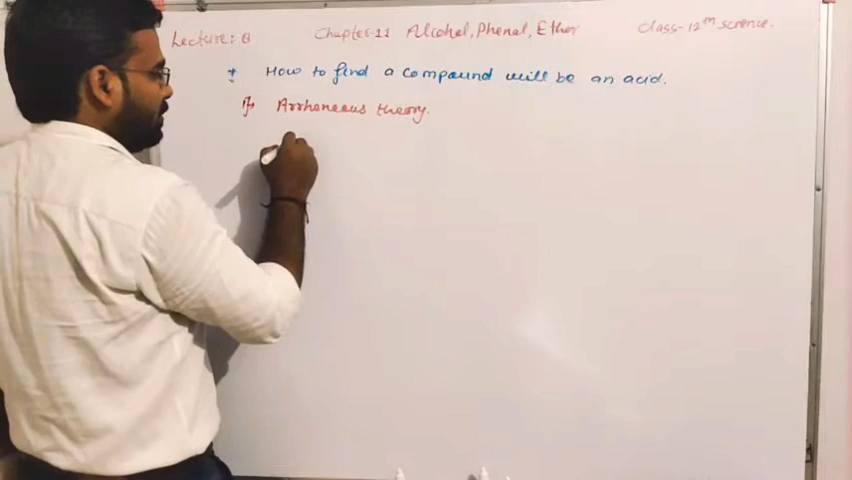 Lecture: 8 Chapter-11 Alcohol, Phenol, Ether Class-12th science.
* How to find a compound will be an acid.
1) Arrheneous theory.